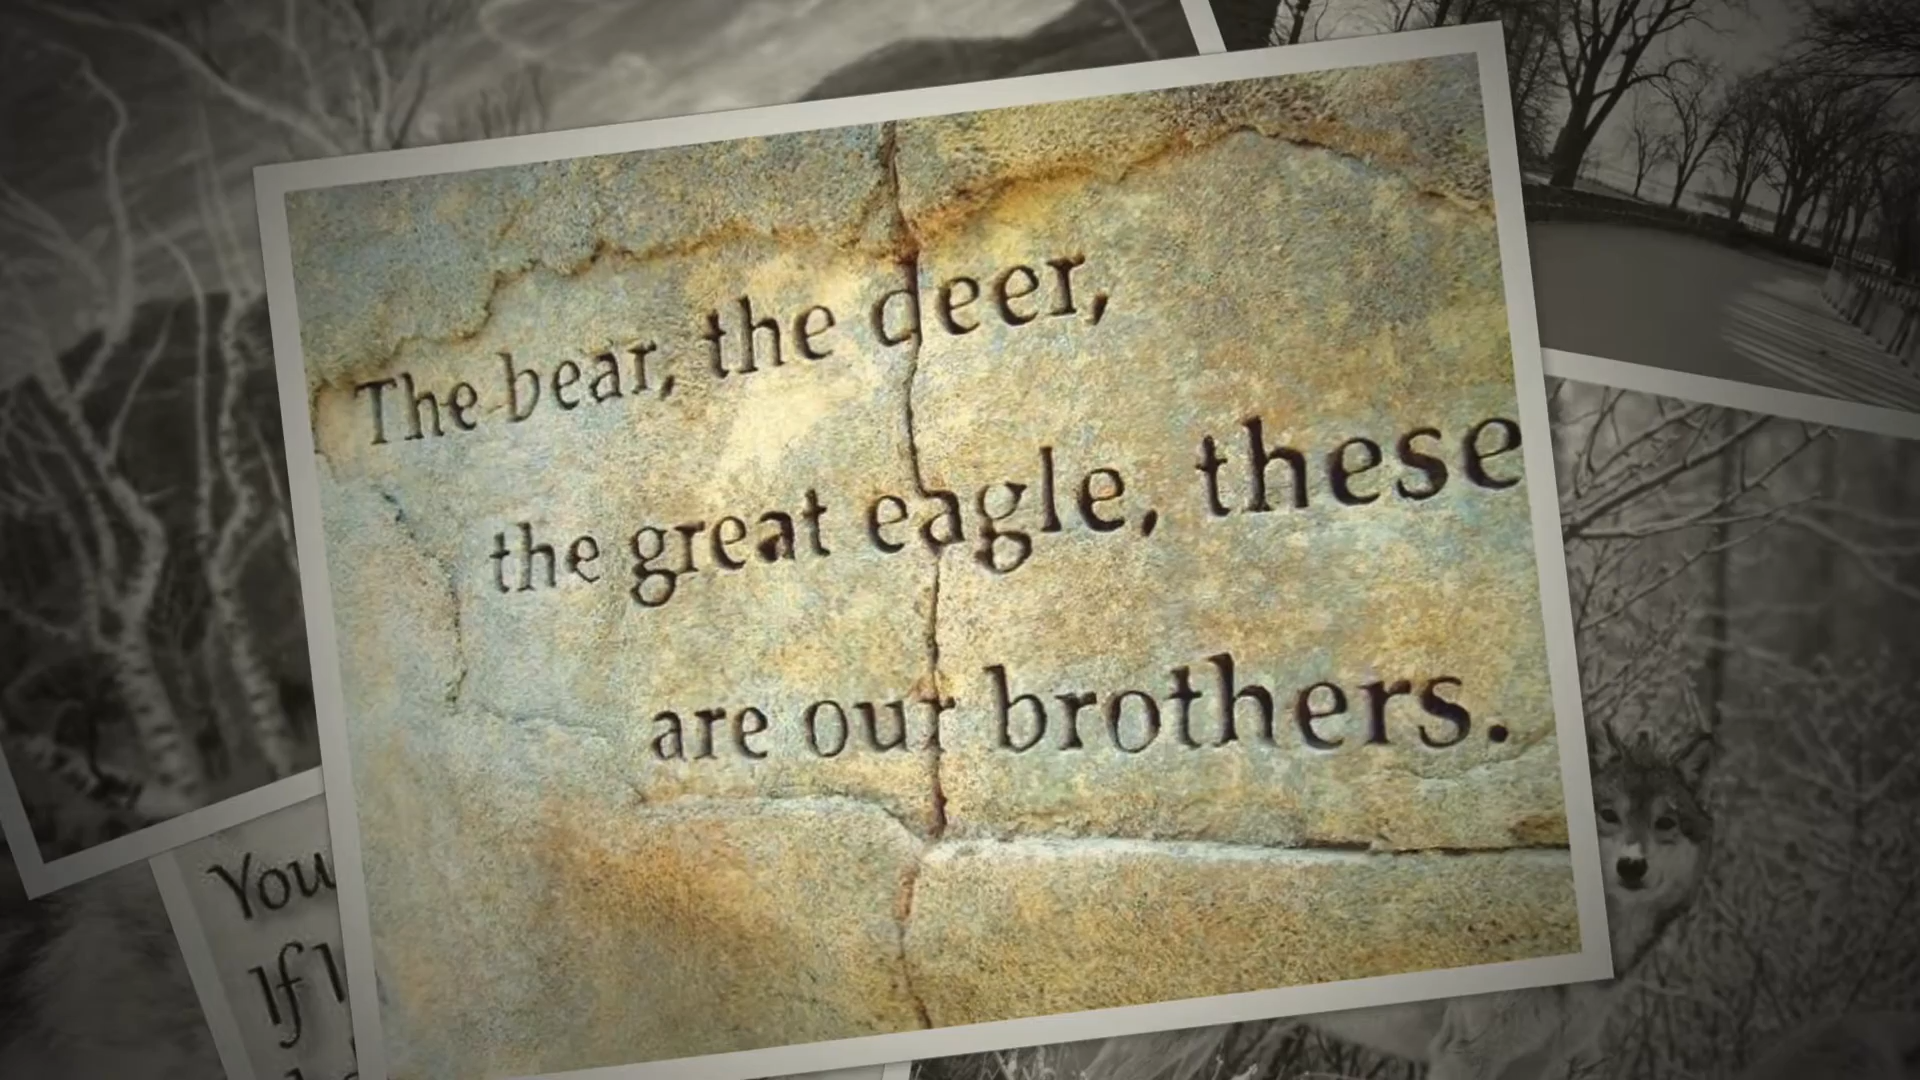 The bear, the deer,
the great eagle, these
are our brothers.
You
If